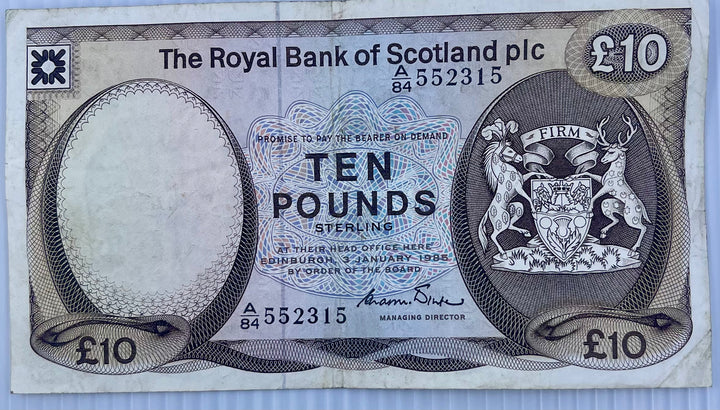 The Royal Bank of Scotland plc
£10
A/84 552315
FIRM
PROMISE TO PAY THE BEARER ON DEMAND
TEN
POUNDS
STERLING
AT THEIR HEAD OFFICE HERE
EDINBURGH, 3 JANUARY 1985
BY ORDER OF THE BOARD
A/84 552315
MANAGING DIRECTOR
£10
£10